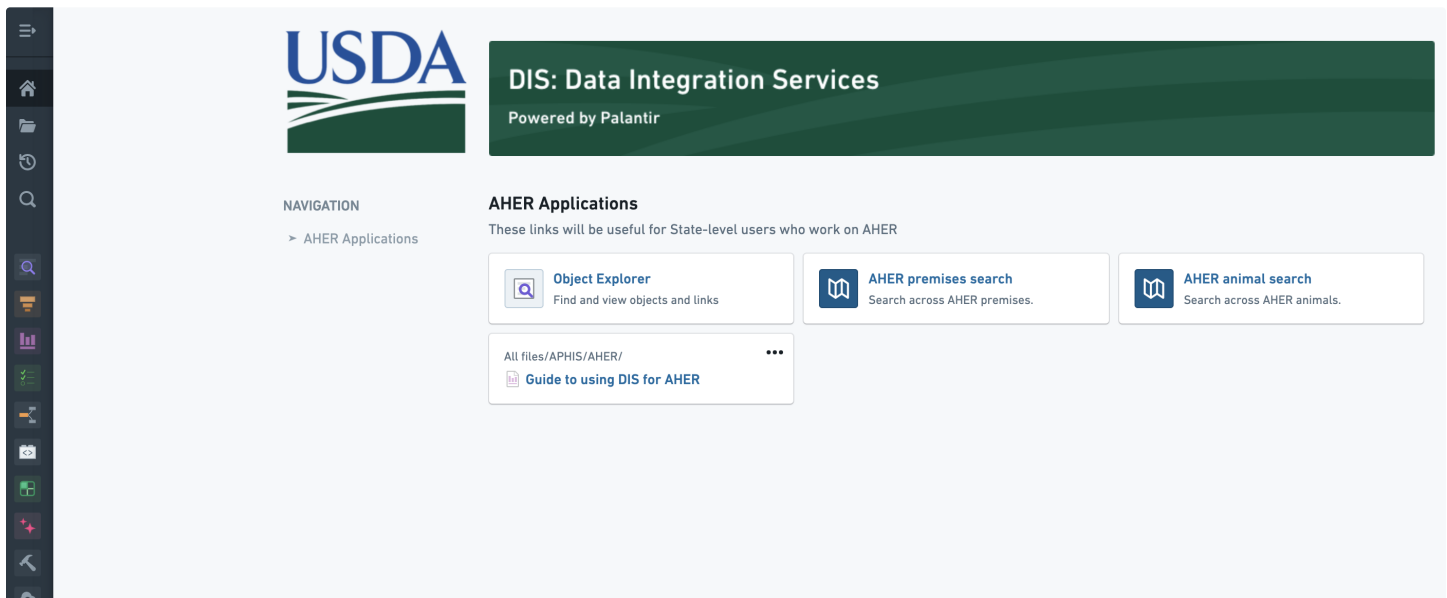 USDA
DIS: Data Integration Services
Powered by Palantir
NAVIGATION
➤ AHER Applications
AHER Applications
These links will be useful for State-level users who work on AHER
Object Explorer
Find and view objects and links
AHER premises search
Search across AHER premises.
AHER animal search
Search across AHER animals.
All files/APHIS/AHER/
Guide to using DIS for AHER